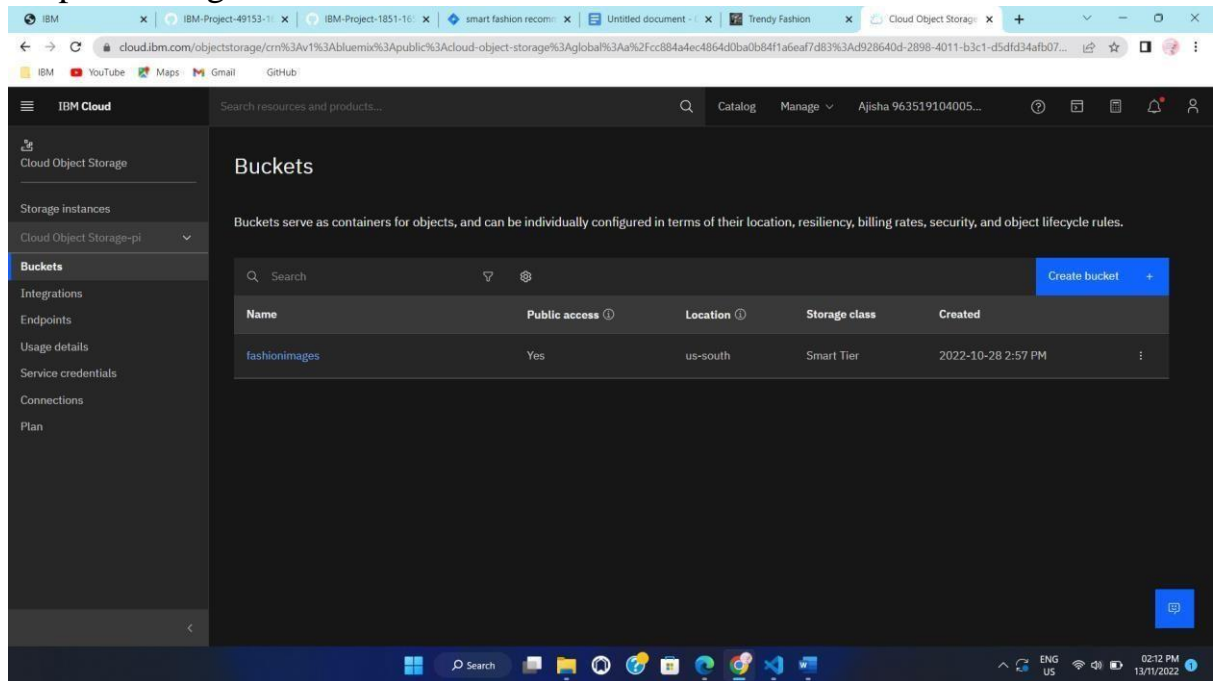 IBM
IBM-Project-49153-1
IBM-Project-1851-16
smart fashion recom
Untitled document -
Trendy Fashion
Cloud Object Storage
cloud.ibm.com/objectstorage/crn%3Av1%3Abluemix%3Apublic%3Acloud-object-storage%3Aglobal%3Aa%2Fcc884a4ec4864d0ba0b84f1a6eaf7d83%3Ad928640d-2898-4011-b3c1-d5dfd34afb07...
IBM YouTube Maps Gmail GitHub
IBM Cloud
Search resources and products...
Catalog Manage Ajisha 963519104005...
Cloud Object Storage
Storage instances
Cloud Object Storage-pi
Buckets
Integrations
Endpoints
Usage details
Service credentials
Connections
Plan
Buckets
Buckets serve as containers for objects, and can be individually configured in terms of their location, resiliency, billing rates, security, and object lifecycle rules.
Search
Create bucket +
Name Public access Location Storage class Created
fashionimages Yes us-south Smart Tier 2022-10-28 2:57 PM
Search
ENG
US
02:12 PM
13/11/2022
1